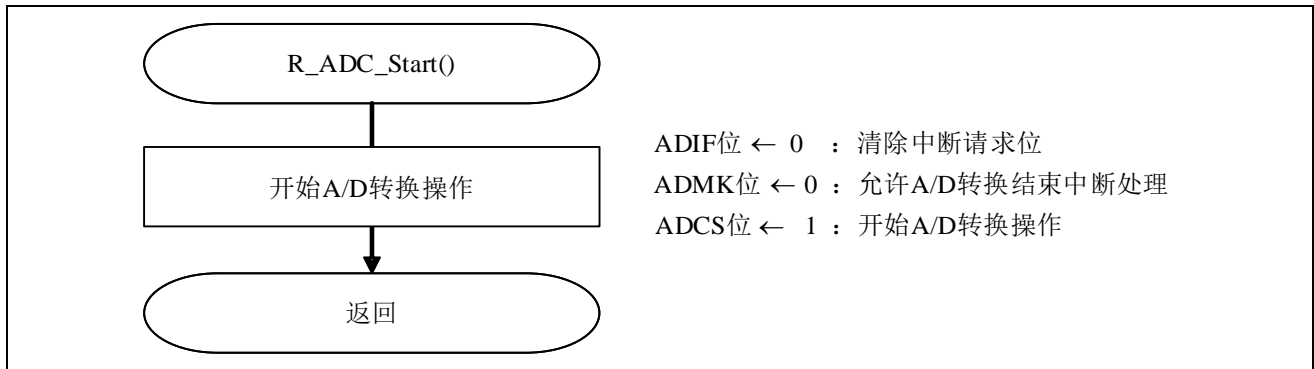 R_ADC_Start()
开始A/D转换操作
返回
ADIF位 ← 0 ：清除中断请求位
ADMK位 ← 0 ：允许A/D转换结束中断处理
ADCS位 ← 1 ：开始A/D转换操作